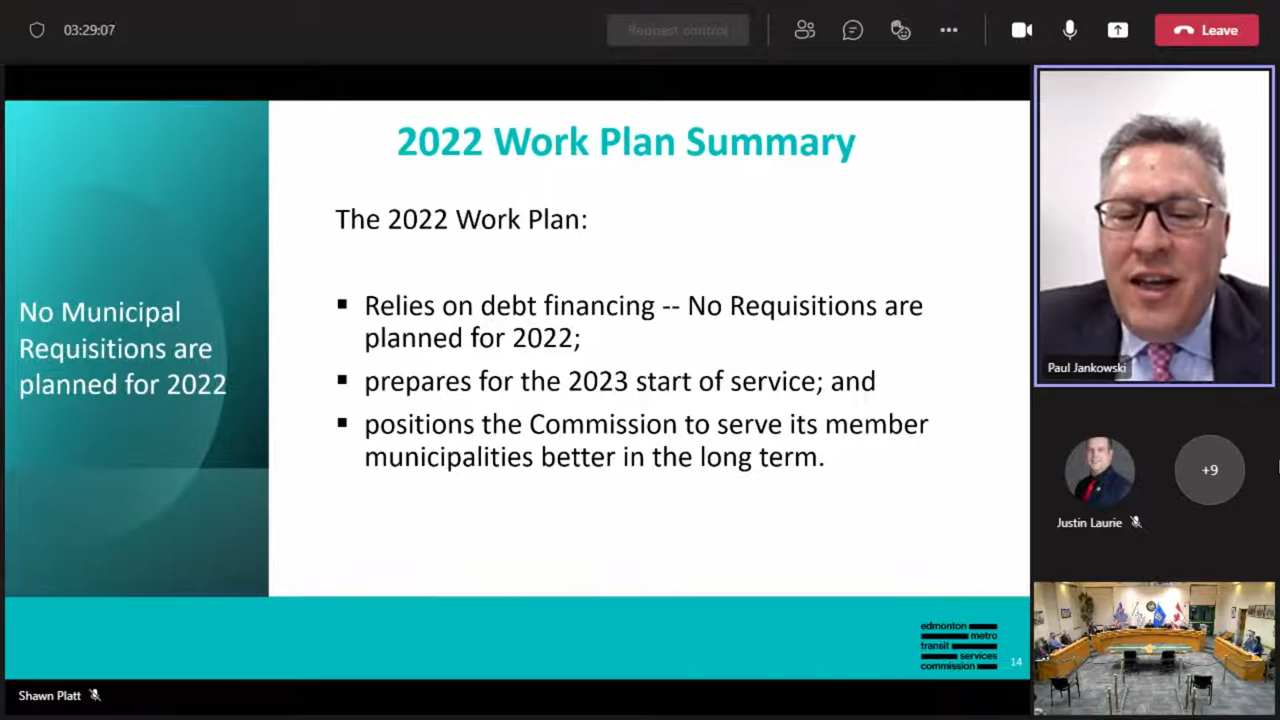 03:29:07
Request control
Leave
2022 Work Plan Summary
The 2022 Work Plan:
No Municipal
Requisitions are
planned for 2022
▪ Relies on debt financing -- No Requisitions are
planned for 2022;
▪ prepares for the 2023 start of service; and
▪ positions the Commission to serve its member
municipalities better in the long term.
edmonton
metro
transit
services
commission
14
Paul Jankowski
+9
Justin Laurie
Shawn Platt